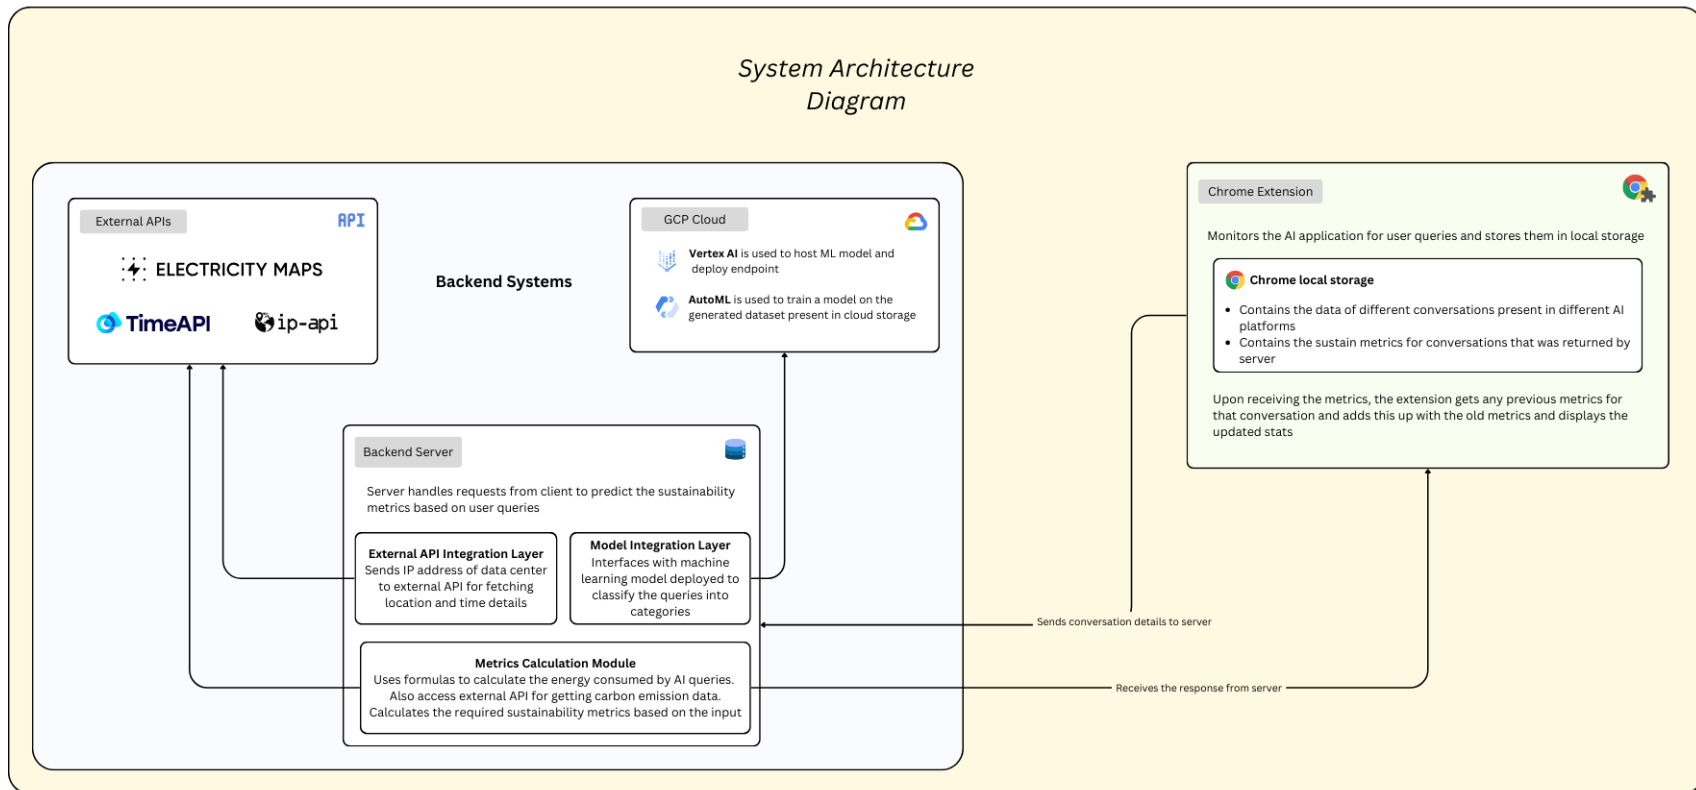 System Architecture
Diagram
External APIs
API
ELECTRICITY MAPS
TimeAPI
ip-api
Backend Systems
GCP Cloud
Vertex AI is used to host ML model and
deploy endpoint
AutoML is used to train a model on the
generated dataset present in cloud storage
Backend Server
Server handles requests from client to predict the sustainability
metrics based on user queries
External API Integration Layer
Sends IP address of data center
to external API for fetching
location and time details
Model Integration Layer
Interfaces with machine
learning model deployed to
classify the queries into
categories
Metrics Calculation Module
Uses formulas to calculate the energy consumed by AI queries.
Also access external API for getting carbon emission data.
Calculates the required sustainability metrics based on the input
Sends conversation details to server
Receives the response from server
Chrome Extension
Monitors the AI application for user queries and stores them in local storage
Chrome local storage
• Contains the data of different conversations present in different AI
platforms
• Contains the sustain metrics for conversations that was returned by
server
Upon receiving the metrics, the extension gets any previous metrics for
that conversation and adds this up with the old metrics and displays the
updated stats